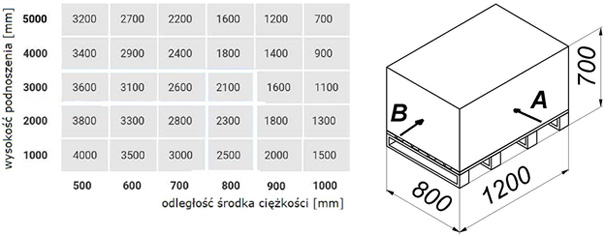 wysokość podnoszenia [mm]
5000 3200 2700 2200 1600 1200 700
4000 3400 2900 2400 1800 1400 900
3000 3600 3100 2600 2100 1600 1100
2000 3800 3300 2800 2300 1800 1300
1000 4000 3500 3000 2500 2000 1500
500 600 700 800 900 1000
odległość środka ciężkości [mm]
B A
700
800 1200